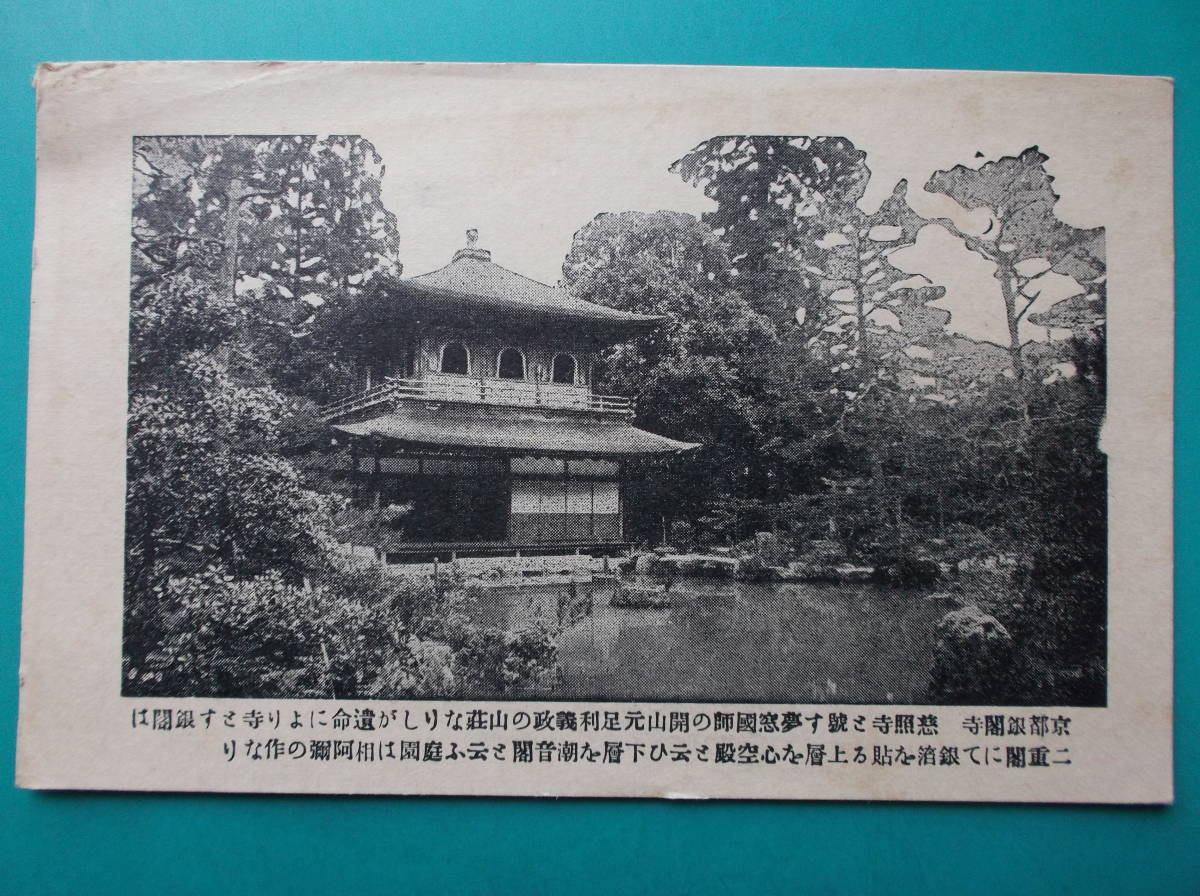 京都銀閣寺 慈照寺と號す夢窓國師の開山元足利義政の山莊なりしが遺命により寺とす銀閣は
二重閣にて銀箔を貼る上層を心空殿と云ひ下層を潮音閣と云ふ庭園は相阿彌の作なり